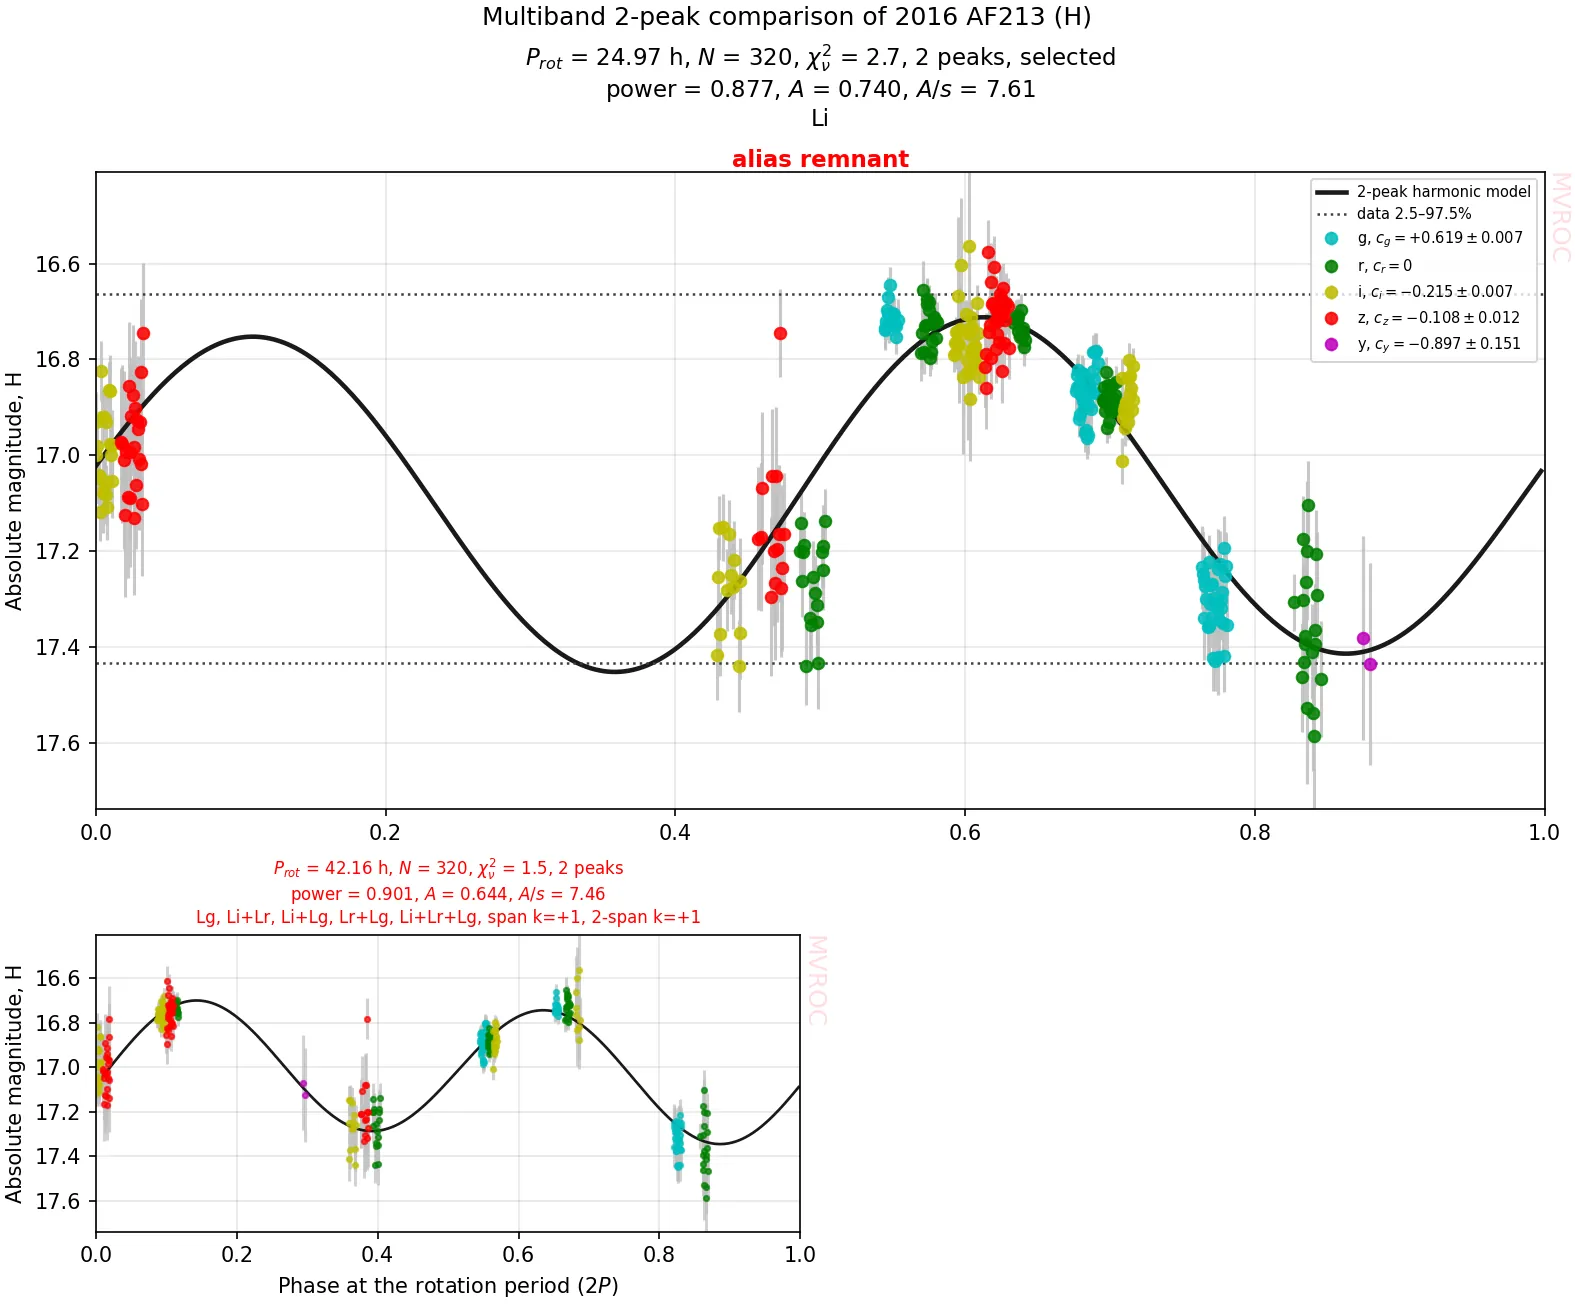 Multiband 2-peak comparison of 2016 AF213 (H)
P_rot = 24.97 h, N = 320, χ²_ν = 2.7, 2 peaks, selected
power = 0.877, A = 0.740, A/s = 7.61
Li
alias remnant
MVROC
2-peak harmonic model
data 2.5–97.5%
g, c_g = +0.619 ± 0.007
r, c_r = 0
i, c_i = −0.215 ± 0.007
z, c_z = −0.108 ± 0.012
y, c_y = −0.897 ± 0.151
Absolute magnitude, H
16.6
16.8
17.0
17.2
17.4
17.6
0.0 0.2 0.4 0.6 0.8 1.0
P_rot = 42.16 h, N = 320, χ²_ν = 1.5, 2 peaks
power = 0.901, A = 0.644, A/s = 7.46
Lg, Li+Lr, Li+Lg, Lr+Lg, Li+Lr+Lg, span k=+1, 2-span k=+1
MVROC
Absolute magnitude, H
16.6
16.8
17.0
17.2
17.4
17.6
0.0 0.2 0.4 0.6 0.8 1.0
Phase at the rotation period (2P)